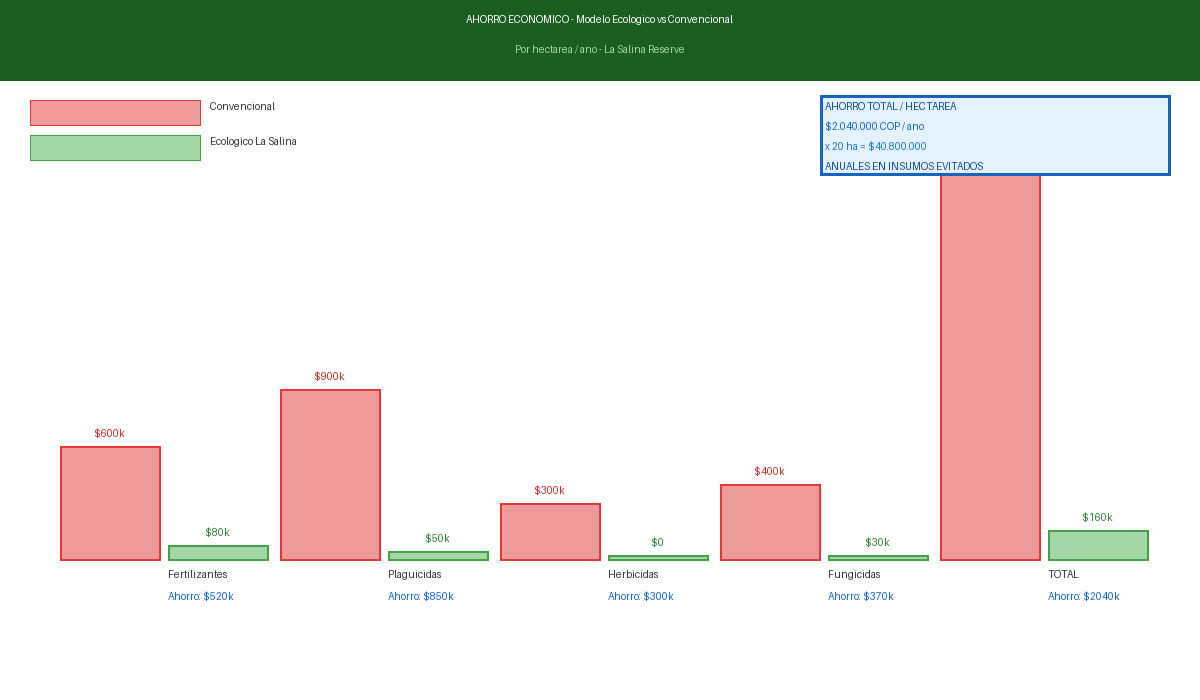 AHORRO ECONOMICO - Modelo Ecologico vs Convencional
Por hectarea / ano - La Salina Reserve
Convencional
Ecologico La Salina
AHORRO TOTAL / HECTAREA
$2.040.000 COP / ano
x 20 ha = $40.800.000
ANUALES EN INSUMOS EVITADOS
$600k
$80k
Fertilizantes
Ahorro: $520k
$900k
$50k
Plaguicidas
Ahorro: $850k
$300k
$0
Herbicidas
Ahorro: $300k
$400k
$30k
Fungicidas
Ahorro: $370k
$160k
TOTAL
Ahorro: $2040k